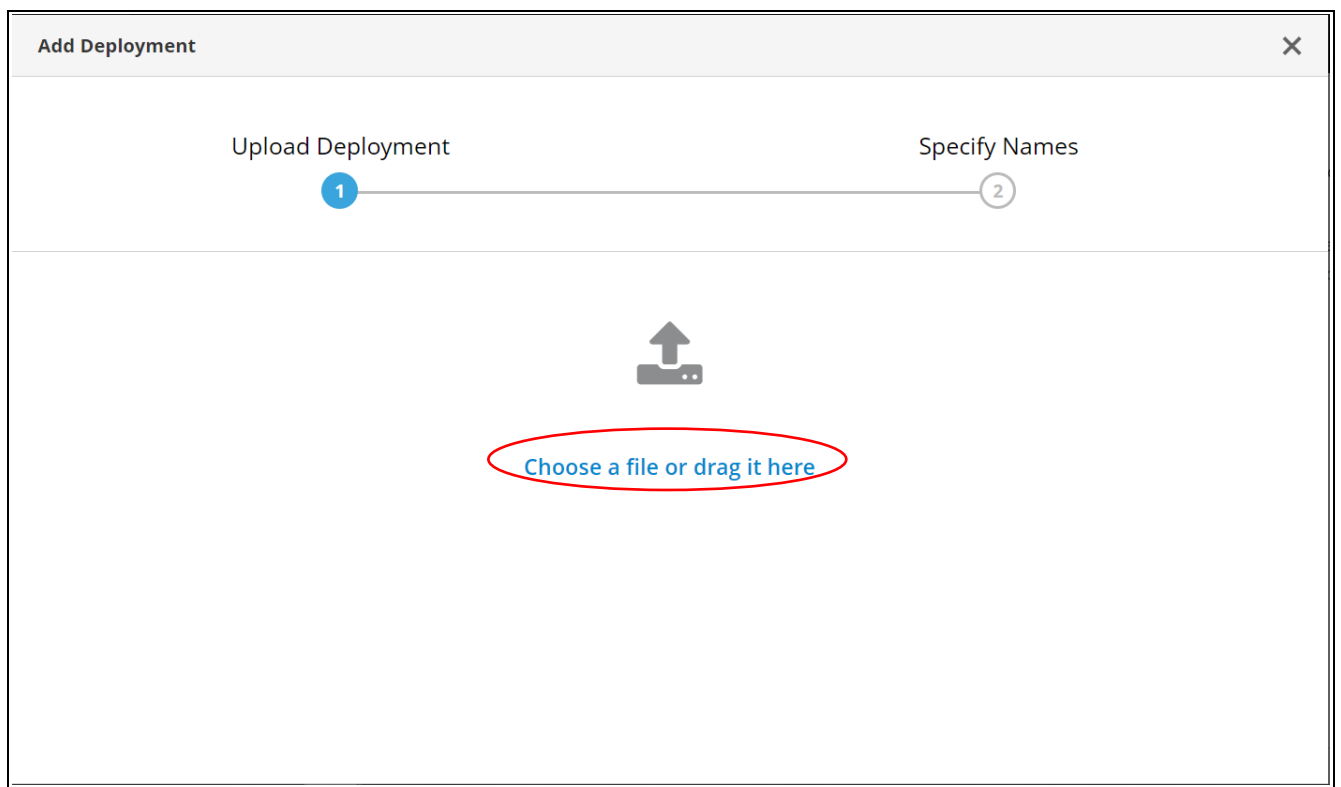 Add Deployment
Upload Deployment
Specify Names
1
2
Choose a file or drag it here